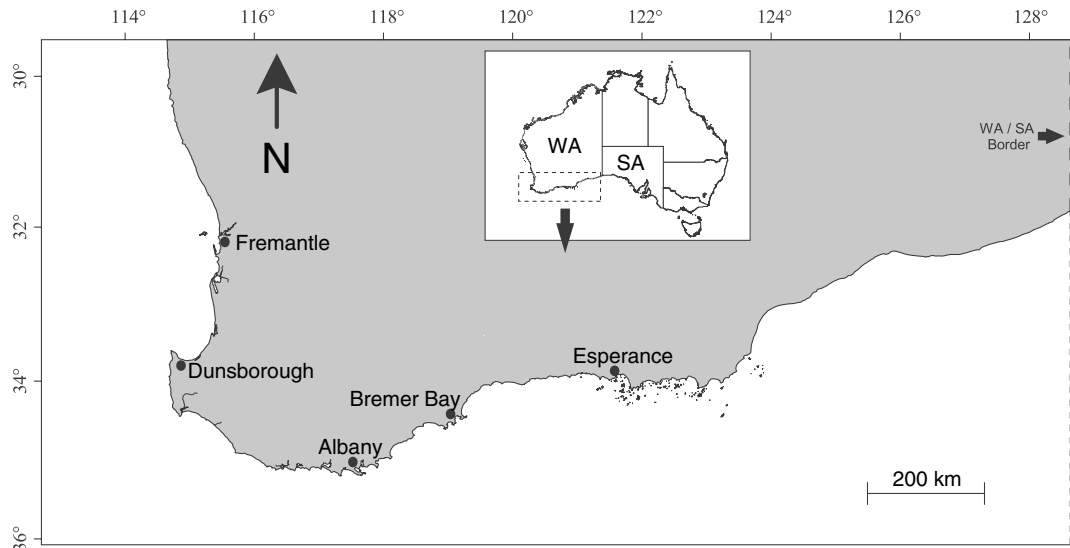 114°
116°
118°
120°
122°
124°
126°
128°
30°
32°
34°
36°
N
WA
SA
WA / SA
Border
Fremantle
Dunsborough
Esperance
Bremer Bay
Albany
200 km